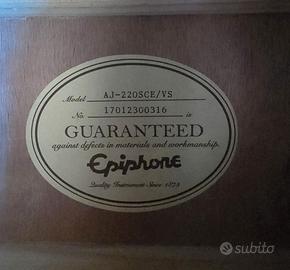 Model AJ-220SCE/VS
No. 17012300316 is
GUARANTEED
against defects in materials and workmanship.
Epiphone
Quality Instruments Since 1873
subito